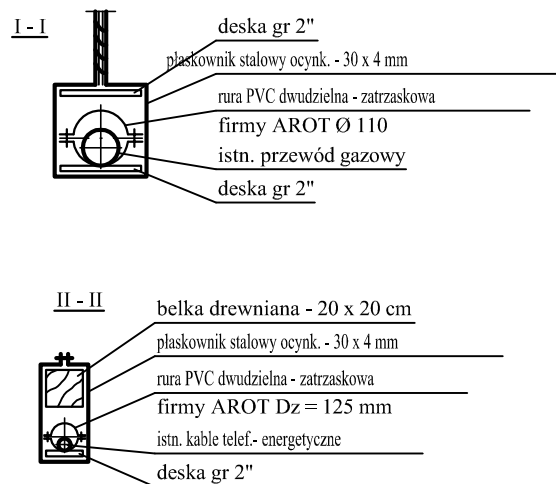 I - I
deska gr 2"
płaskownik stalowy ocynk. - 30 x 4 mm
rura PVC dwudzielna - zatrzaskowa
firmy AROT Ø 110
istn. przewód gazowy
deska gr 2"
II - II
belka drewniana - 20 x 20 cm
płaskownik stalowy ocynk. - 30 x 4 mm
rura PVC dwudzielna - zatrzaskowa
firmy AROT Dz = 125 mm
istn. kable telef.- energetyczne
deska gr 2"